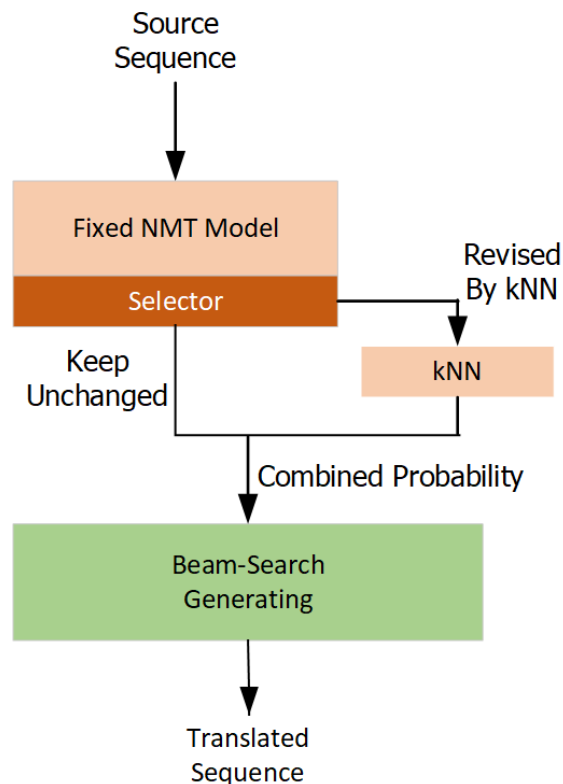 Source
Sequence
Fixed NMT Model
Selector
Revised
By kNN
Keep
Unchanged
kNN
Combined Probability
Beam-Search
Generating
Translated
Sequence